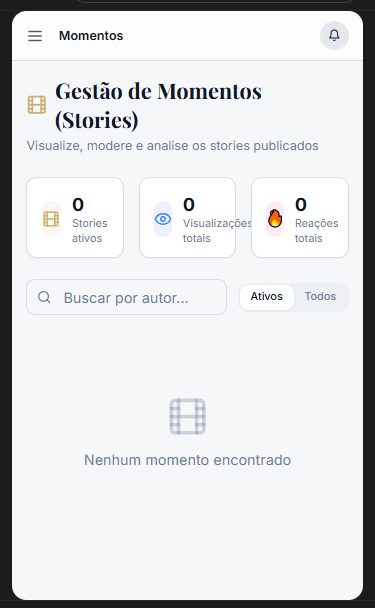 Momentos
Gestão de Momentos
(Stories)
Visualize, modere e analise os stories publicados
0
Stories
ativos
0
Visualizações
totais
0
Reações
totais
Buscar por autor...
Ativos
Todos
Nenhum momento encontrado